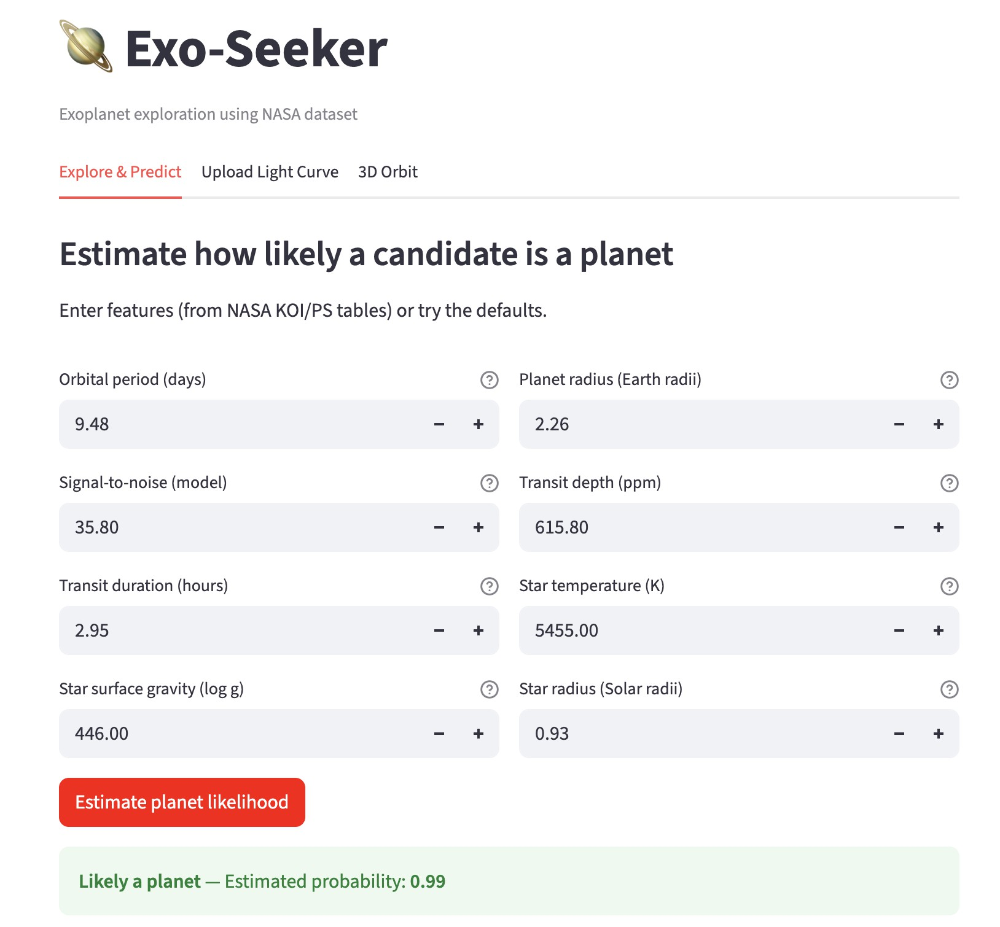 Exo-Seeker
Exoplanet exploration using NASA dataset
Explore & Predict Upload Light Curve 3D Orbit
Estimate how likely a candidate is a planet
Enter features (from NASA KOI/PS tables) or try the defaults.
Orbital period (days) Planet radius (Earth radii)
9.48 − + 2.26 − +
Signal-to-noise (model) Transit depth (ppm)
35.80 − + 615.80 − +
Transit duration (hours) Star temperature (K)
2.95 − + 5455.00 − +
Star surface gravity (log g) Star radius (Solar radii)
446.00 − + 0.93 − +
Estimate planet likelihood
Likely a planet — Estimated probability: 0.99